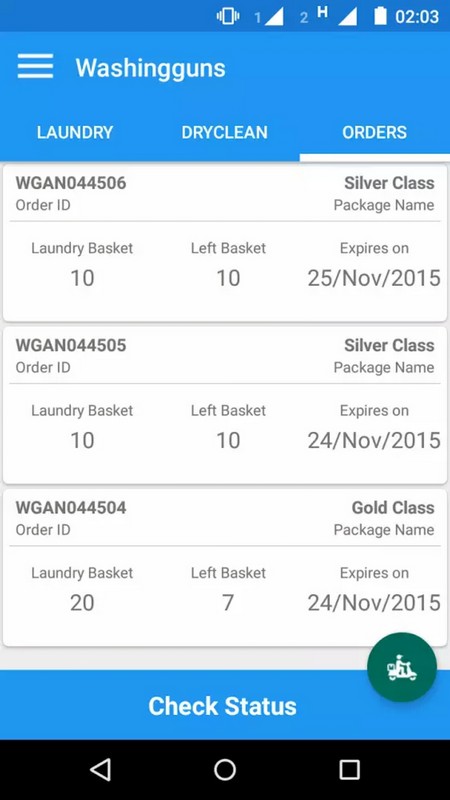 1 2 H 02:03
Washingguns
LAUNDRY DRYCLEAN ORDERS
WGAN044506 Silver Class
Order ID Package Name
Laundry Basket Left Basket Expires on
10 10 25/Nov/2015
WGAN044505 Silver Class
Order ID Package Name
Laundry Basket Left Basket Expires on
10 10 24/Nov/2015
WGAN044504 Gold Class
Order ID Package Name
Laundry Basket Left Basket Expires on
20 7 24/Nov/2015
Check Status